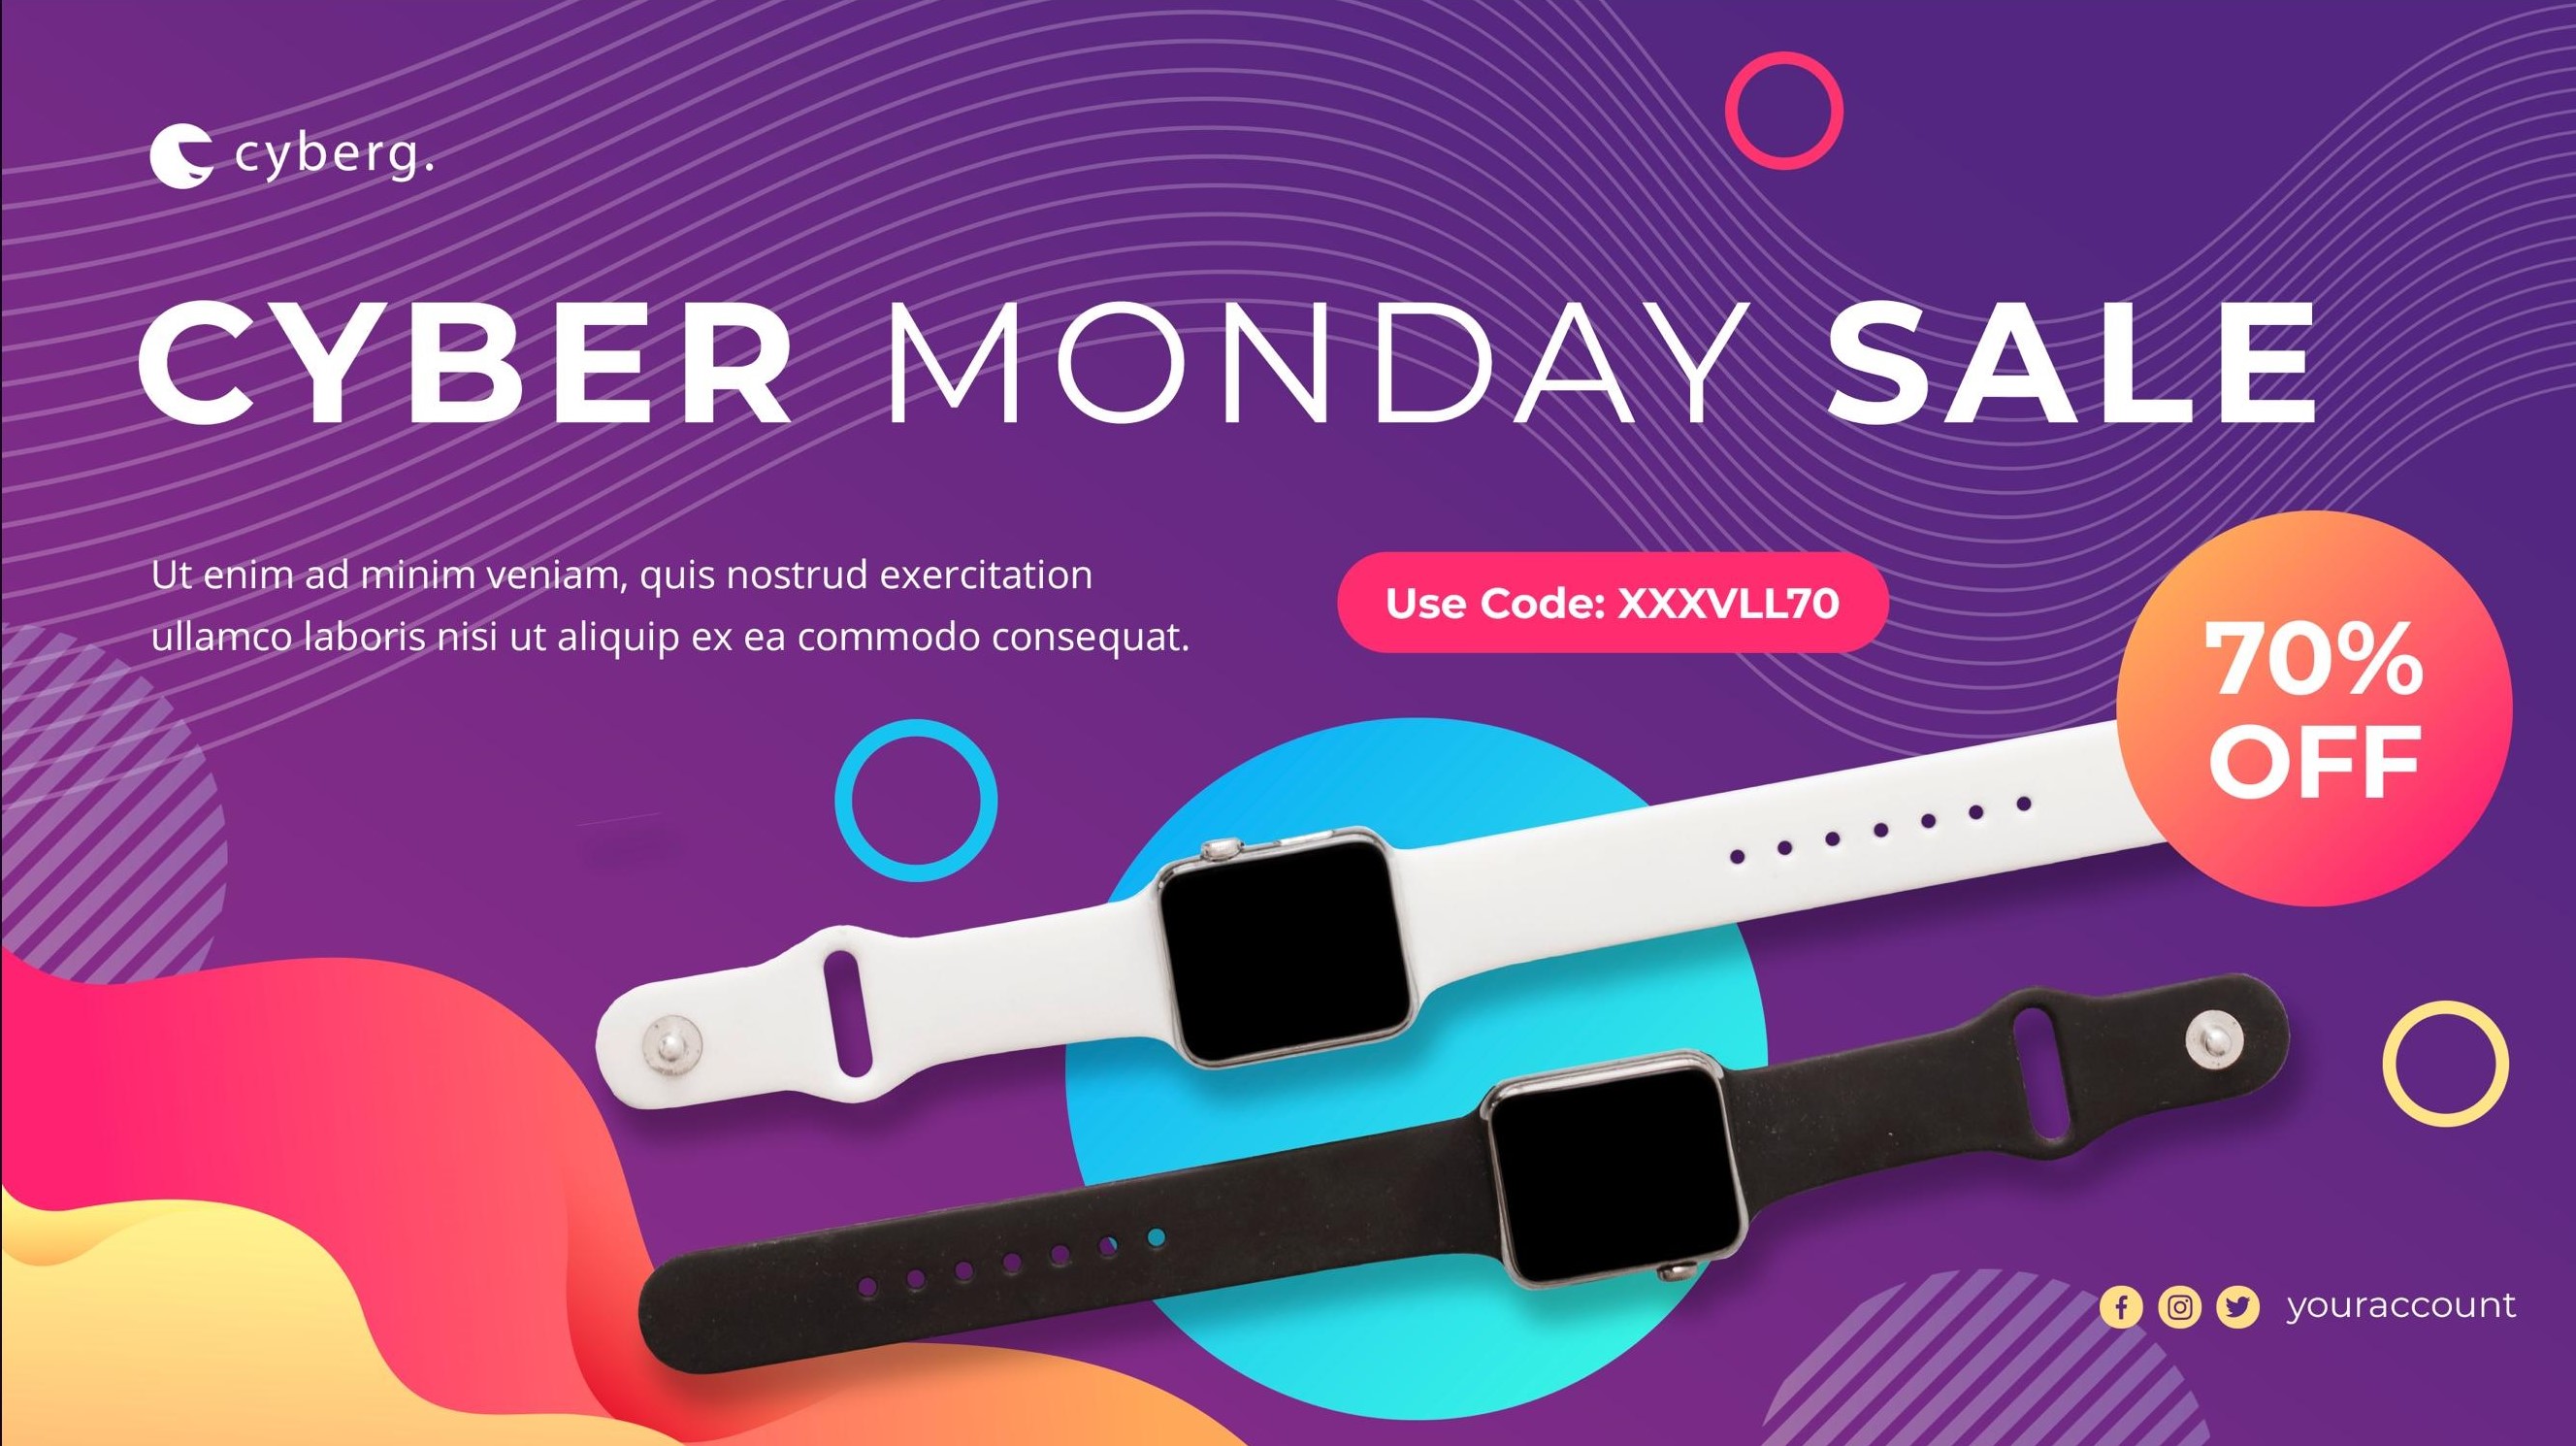 cyberg.
CYBER MONDAY SALE
Ut enim ad minim veniam, quis nostrud exercitation
ullamco laboris nisi ut aliquip ex ea commodo consequat.
Use Code: XXXVLL70
70%
OFF
youraccount